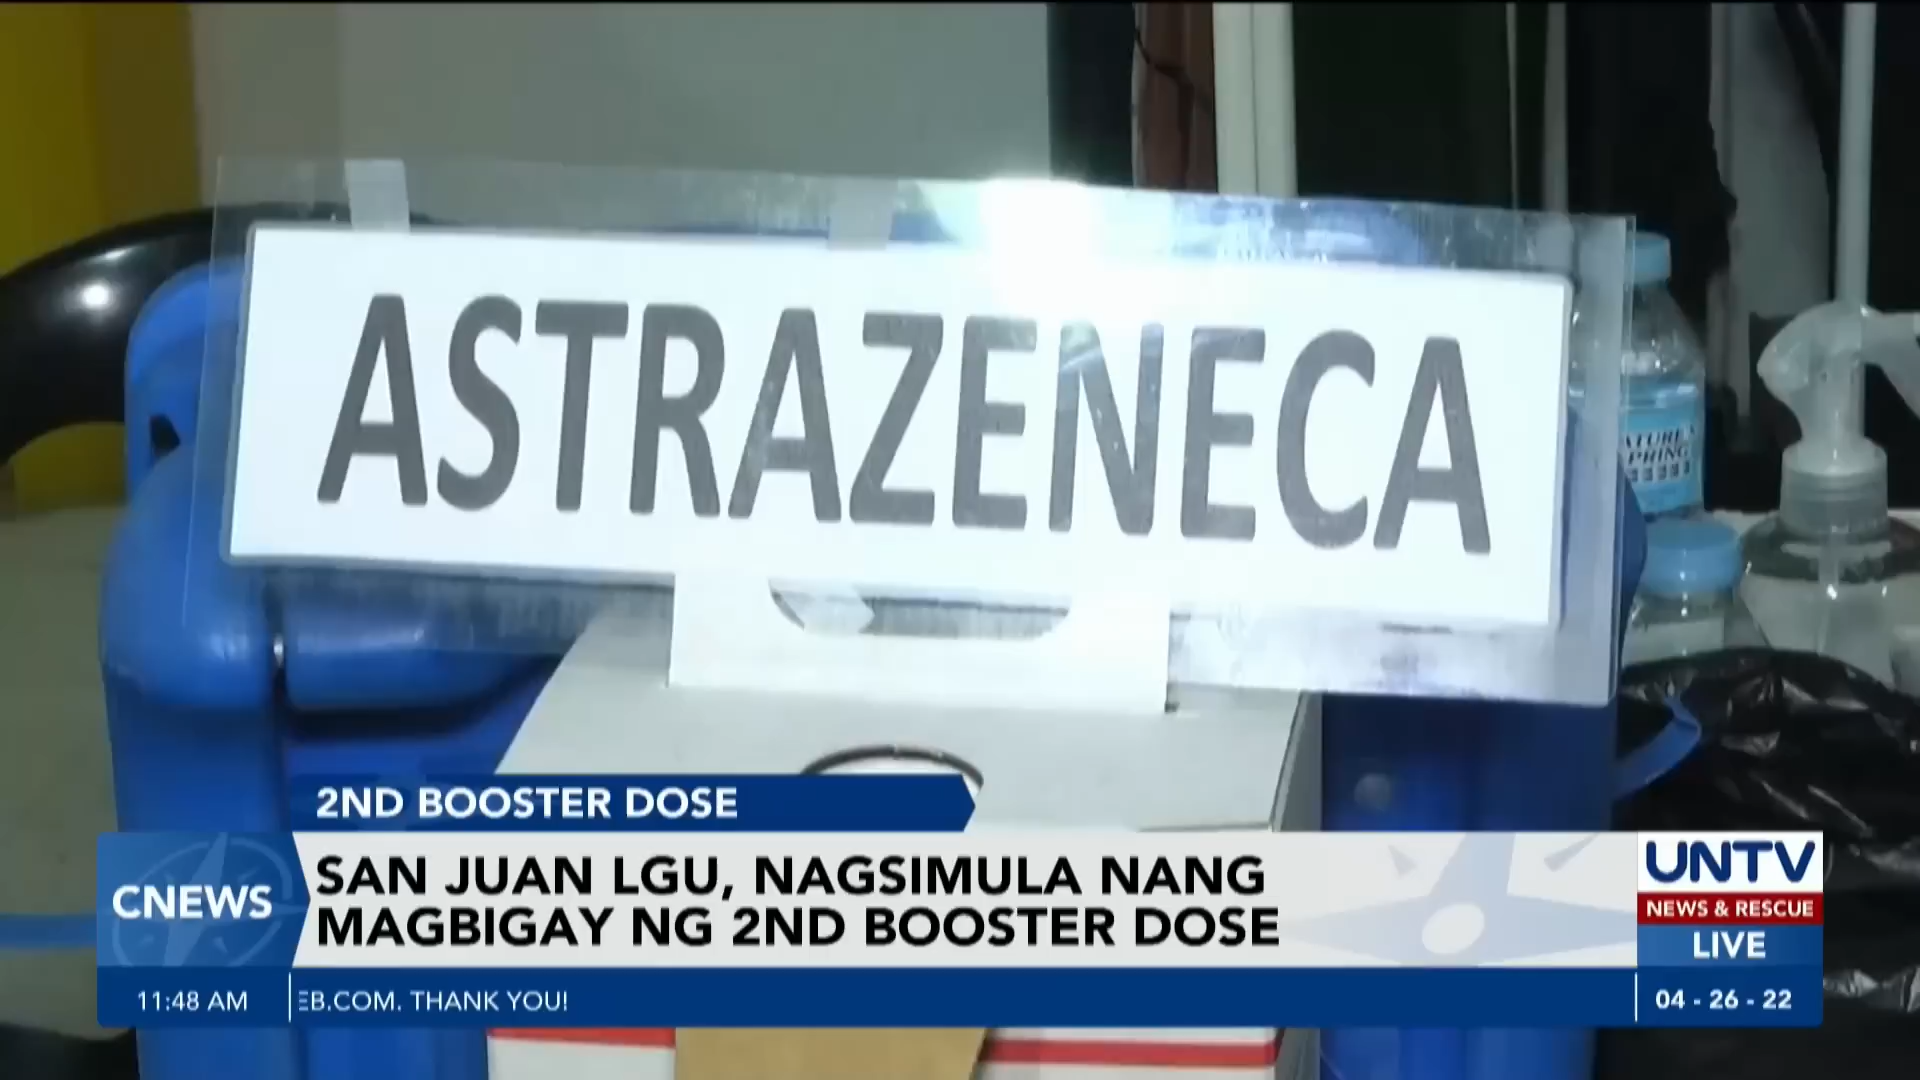 ASTRAZENECA
2ND BOOSTER DOSE
CNEWS
SAN JUAN LGU, NAGSIMULA NANG
MAGBIGAY NG 2ND BOOSTER DOSE
UNTV
NEWS & RESCUE
LIVE
11:48 AM
EB.COM. THANK YOU!
04 - 26 - 22